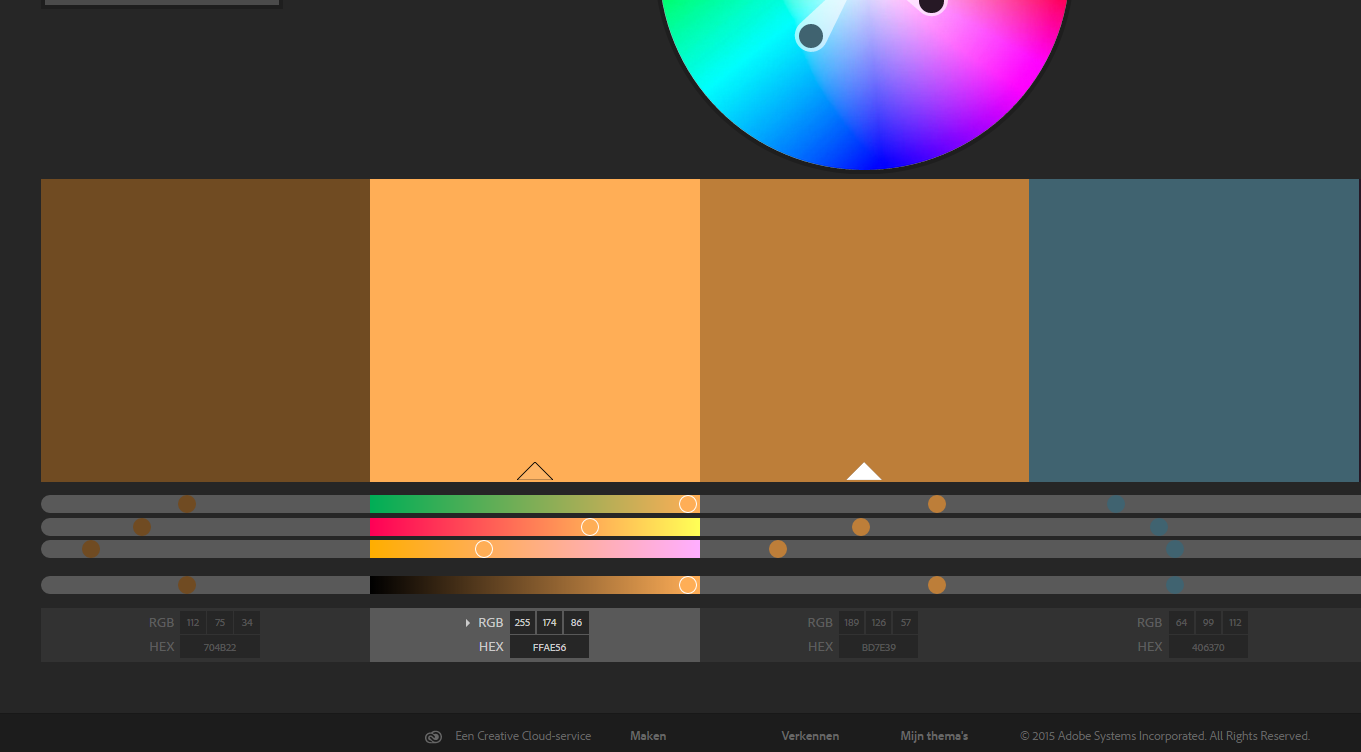 RGB 112 75 34
HEX 704B22
RGB 255 174 86
HEX FFAE56
RGB 189 126 57
HEX BD7E39
RGB 64 99 112
HEX 406370
Een Creative Cloud-service Maken Verkennen Mijn thema's © 2015 Adobe Systems Incorporated. All Rights Reserved.